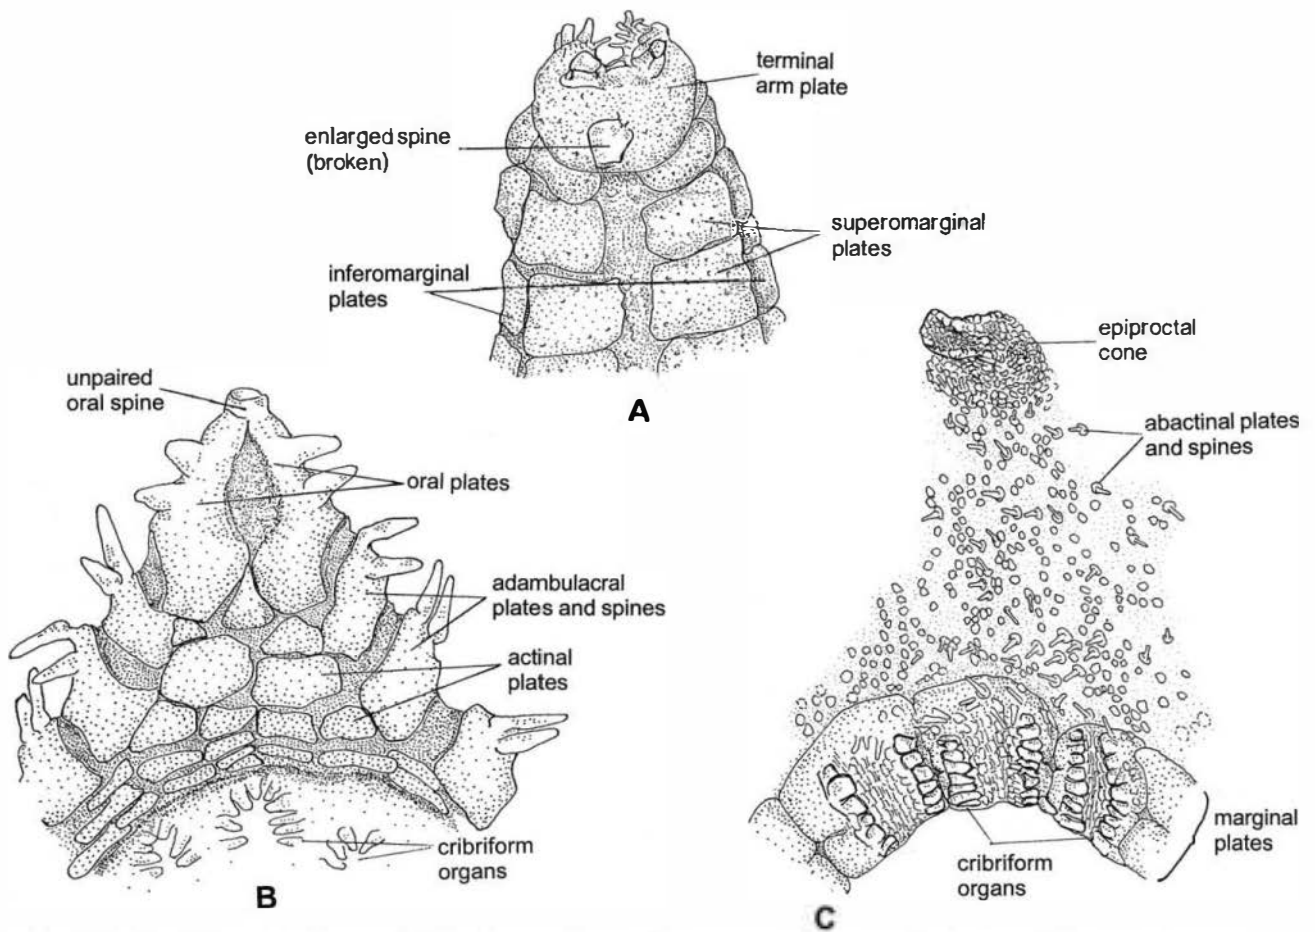 terminal
arm plate
enlarged spine
(broken)
superomarginal
plates
inferomarginal
plates
A
unpaired
oral spine
oral plates
adambulacral
plates and spines
actinal
plates
cribriform
organs
B
epiproctal
cone
abactinal plates
and spines
marginal
plates
cribriform
organs
C